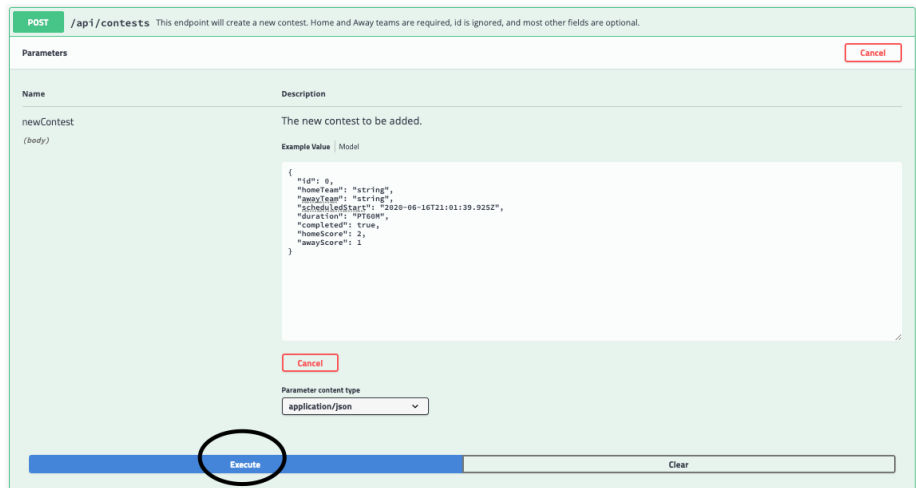 POST /api/contests This endpoint will create a new contest. Home and Away teams are required, id is ignored, and most other fields are optional.
Parameters Cancel
Name Description
newContest The new contest to be added.
(body)
Example Value Model
{
"id": 0,
"homeTeam": "string",
"awayTeam": "string",
"scheduledStart": "2020-06-16T21:01:39.925Z",
"duration": "PT60M",
"completed": true,
"homeScore": 2,
"awayScore": 1
}
Cancel
Parameter content type
application/json
Execute Clear